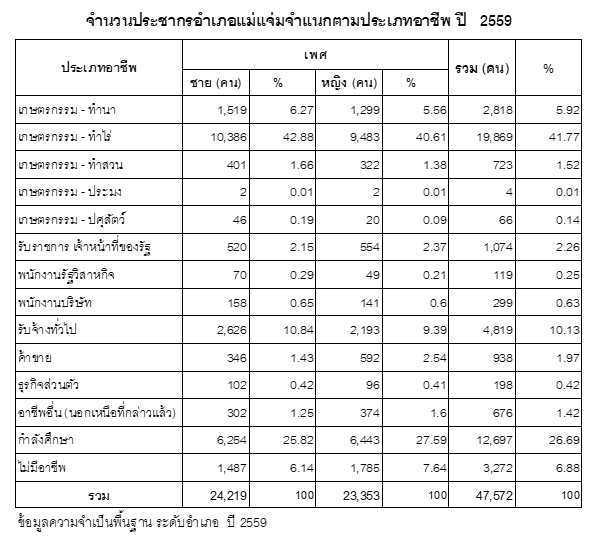 จำนวนประชากรอำเภอแม่แจ่มจำแนกตามประเภทอาชีพ ปี 2559
ประเภทอาชีพ เพศ รวม (คน) %
ชาย (คน) % หญิง (คน) %
เกษตรกรรม - ทำนา 1,519 6.27 1,299 5.56 2,818 5.92
เกษตรกรรม - ทำไร่ 10,386 42.88 9,483 40.61 19,869 41.77
เกษตรกรรม - ทำสวน 401 1.66 322 1.38 723 1.52
เกษตรกรรม - ประมง 2 0.01 2 0.01 4 0.01
เกษตรกรรม - ปศุสัตว์ 46 0.19 20 0.09 66 0.14
รับราชการ เจ้าหน้าที่ของรัฐ 520 2.15 554 2.37 1,074 2.26
พนักงานรัฐวิสาหกิจ 70 0.29 49 0.21 119 0.25
พนักงานบริษัท 158 0.65 141 0.6 299 0.63
รับจ้างทั่วไป 2,626 10.84 2,193 9.39 4,819 10.13
ค้าขาย 346 1.43 592 2.54 938 1.97
ธุรกิจส่วนตัว 102 0.42 96 0.41 198 0.42
อาชีพอื่น (นอกเหนือที่กล่าวแล้ว) 302 1.25 374 1.6 676 1.42
กำลังศึกษา 6,254 25.82 6,443 27.59 12,697 26.69
ไม่มีอาชีพ 1,487 6.14 1,785 7.64 3,272 6.88
รวม 24,219 100 23,353 100 47,572 100
ข้อมูลความจำเป็นพื้นฐาน ระดับอำเภอ ปี 2559